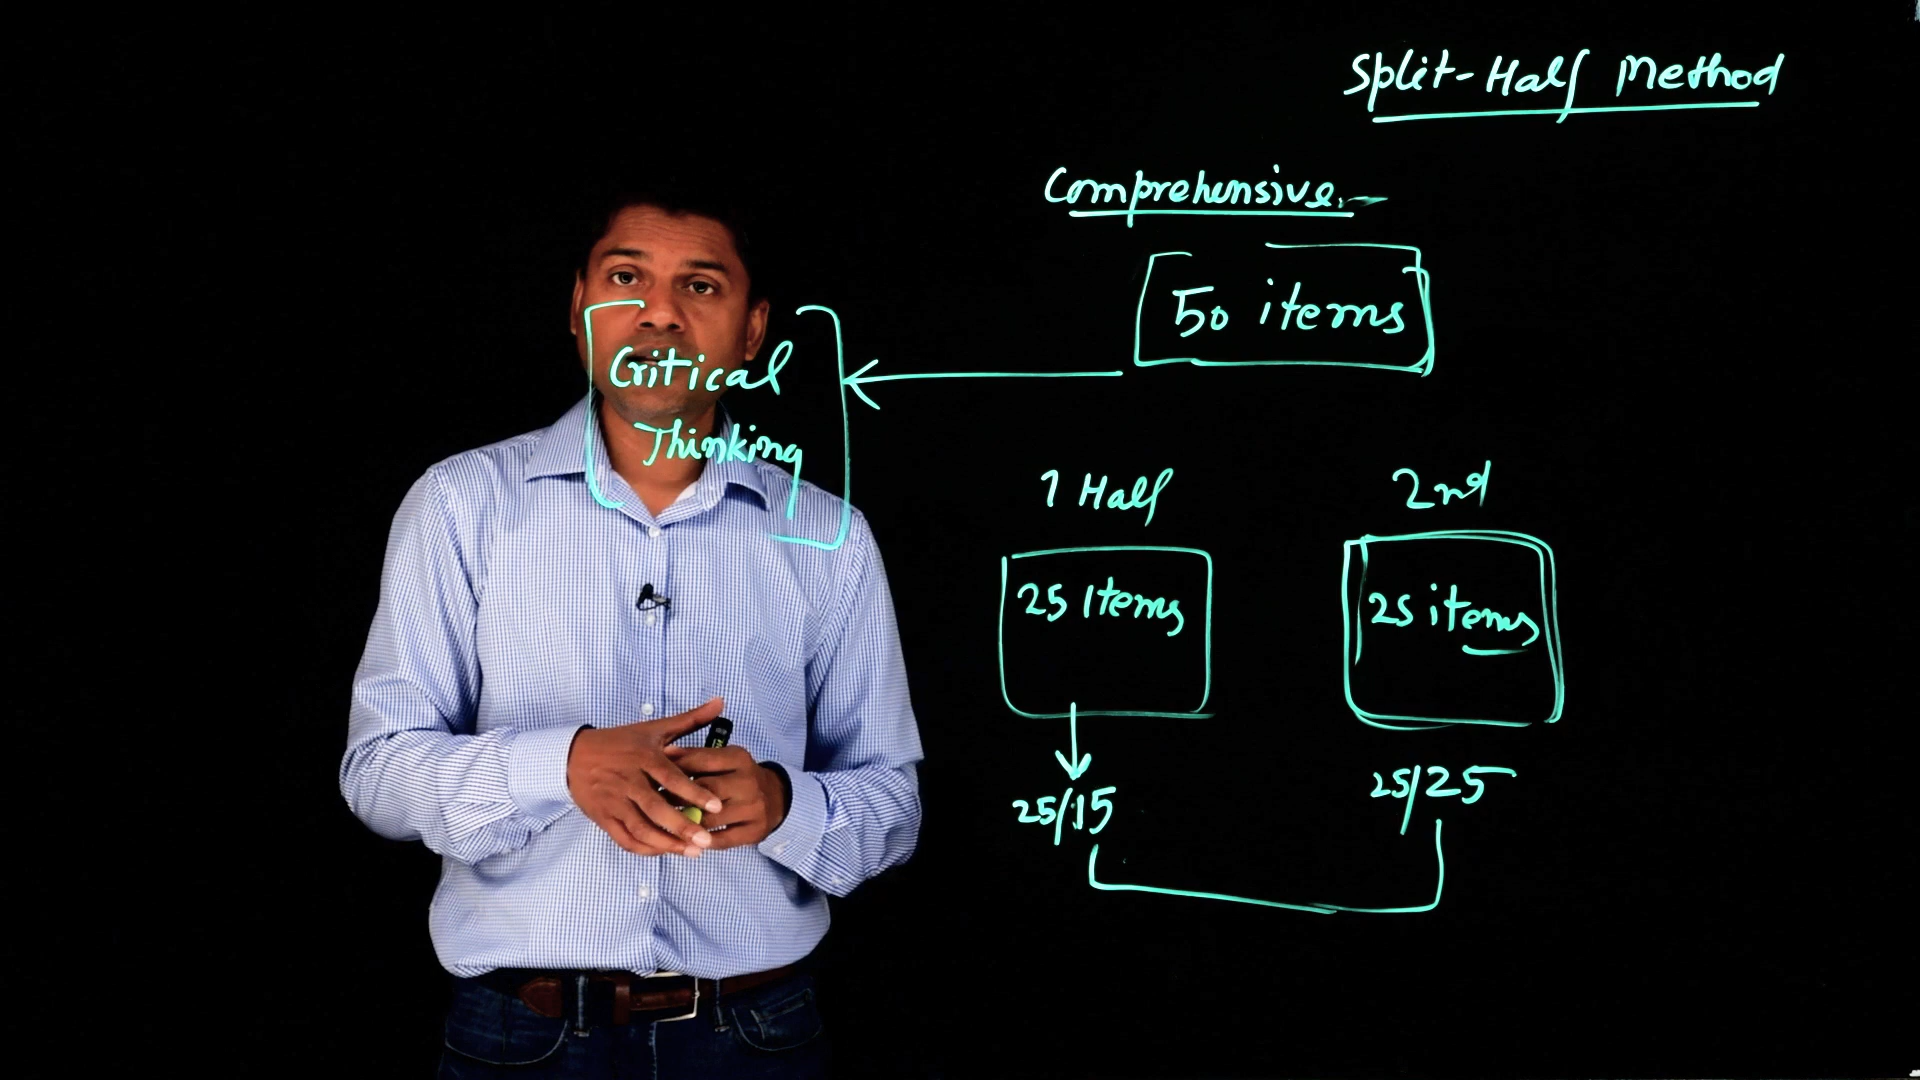 Split-Half Method
Comprehensive
50 items
Critical
Thinking
1 Half
2nd
25 Items
25 items
25/15
25/25